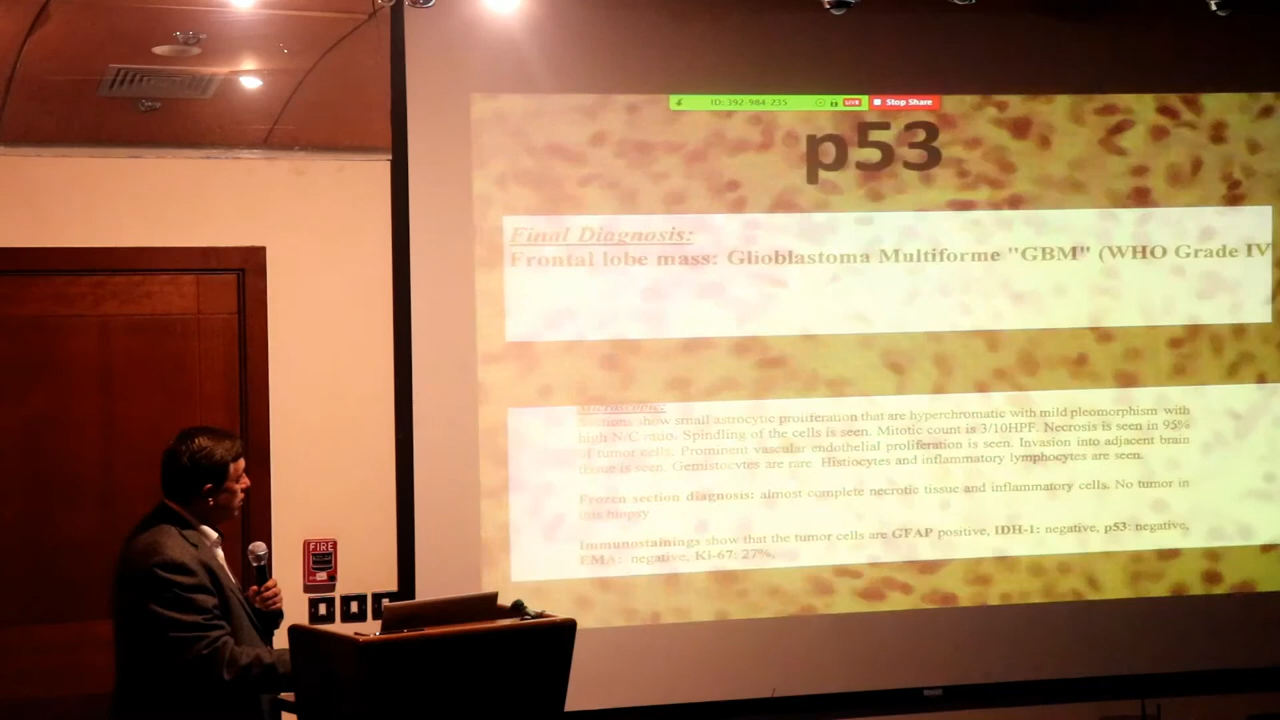 ID: 392-984-235 LIVE Stop Share
p53
Final Diagnosis:
Frontal lobe mass: Glioblastoma Multiforme "GBM" (WHO Grade IV
Microscopic:
show small astrocytic proliferation that are hyperchromatic with mild pleomorphism with
high N/C ratio. Spindling of the cells is seen. Mitotic count is 3/10HPF. Necrosis is seen in 95%
of tumor cells. Prominent vascular endothelial proliferation is seen. Invasion into adjacent brain
tissue is seen. Gemistocytes are rare Histiocytes and inflammatory lymphocytes are seen.
Frozen section diagnosis: almost complete necrotic tissue and inflammatory cells. No tumor in
this biopsy
Immunostainings show that the tumor cells are GFAP positive, IDH-1: negative, p53: negative,
EMA: negative, Ki-67: 27%,
FIRE